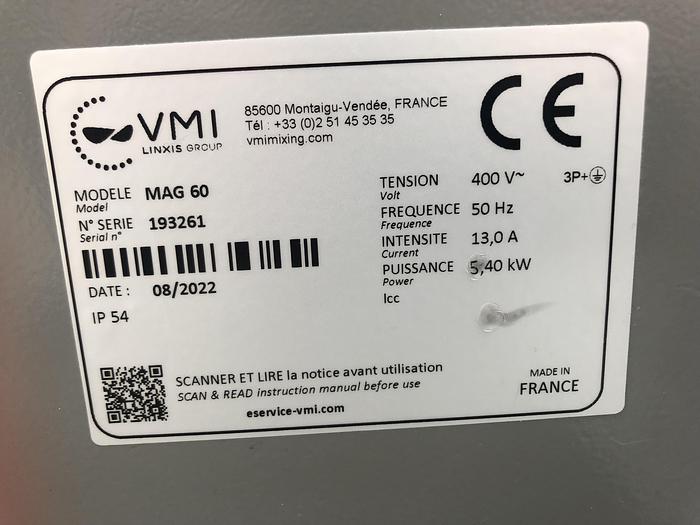 VMI
LINXIS GROUP
85600 Montaigu-Vendée, FRANCE
Tél : +33 (0)2 51 45 35 35
vmimixing.com
CE
MODELE MAG 60
Model
N° SERIE 193261
Serial n°
DATE : 08/2022
IP 54
TENSION 400 V~ 3P+
Volt
FREQUENCE 50 Hz
Frequence
INTENSITE 13,0 A
Current
PUISSANCE 5,40 kW
Power
Icc
SCANNER ET LIRE la notice avant utilisation
SCAN & READ instruction manual before use
eservice-vmi.com
MADE IN
FRANCE